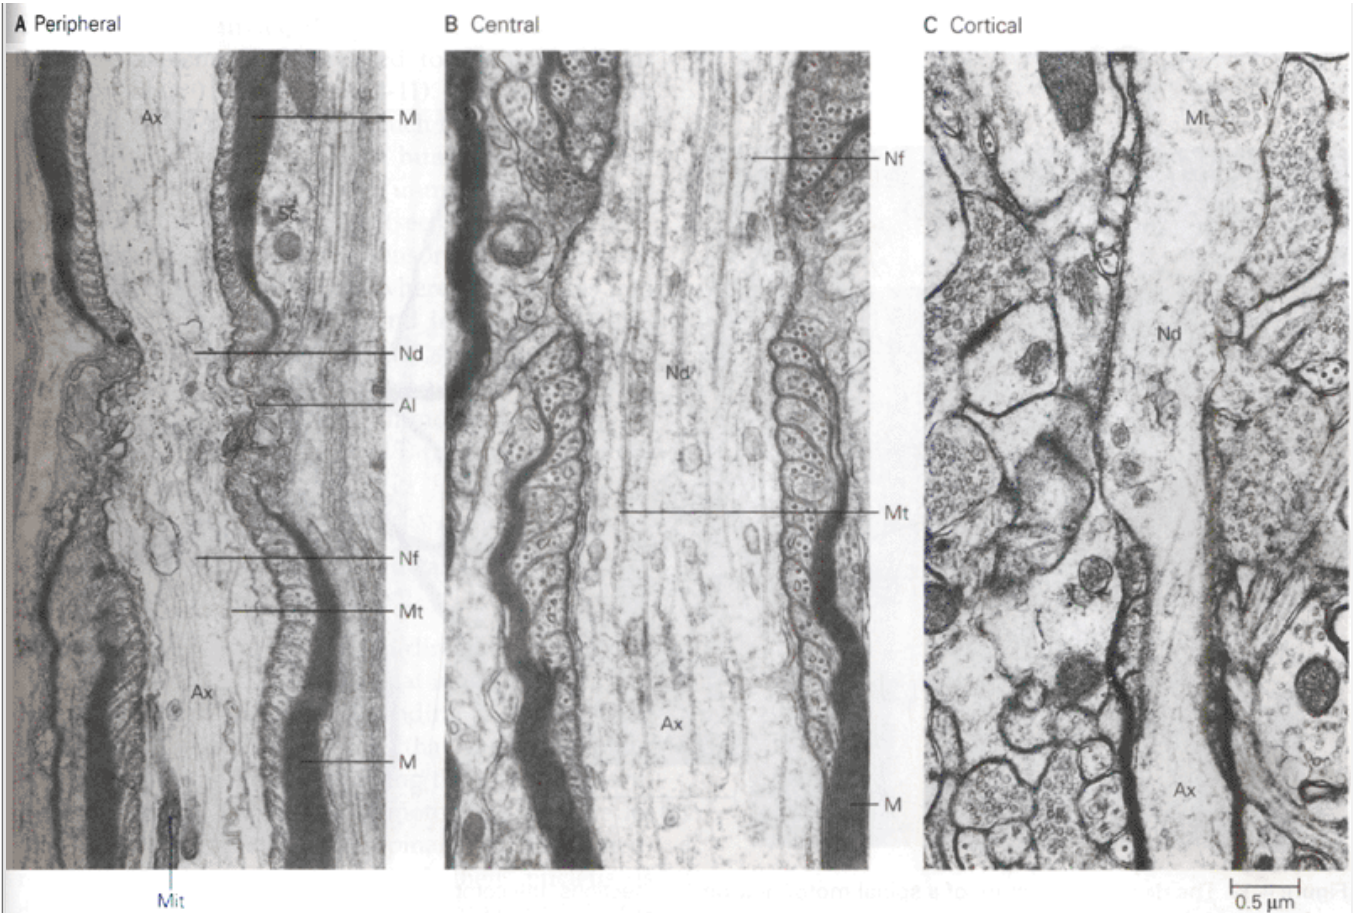 A Peripheral
Ax
M
SC
Nd
Al
Nf
Mt
Ax
M
Mit
B Central
Nf
Nd
Mt
Ax
M
C Cortical
Mt
Nd
Ax
0.5 μm